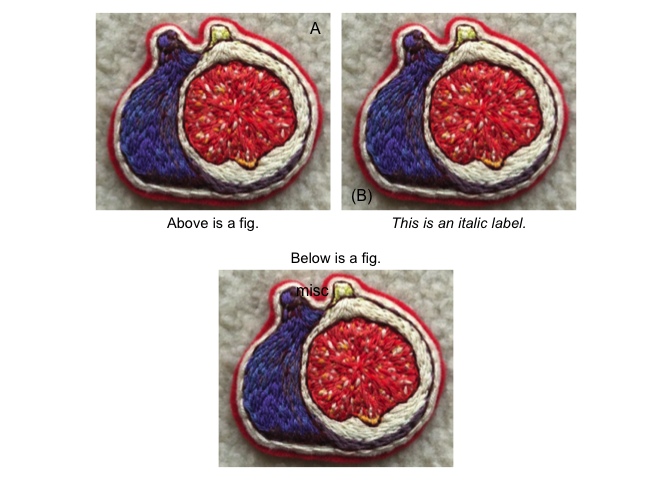 A
(B)
Above is a fig.
This is an italic label.
Below is a fig.
misc